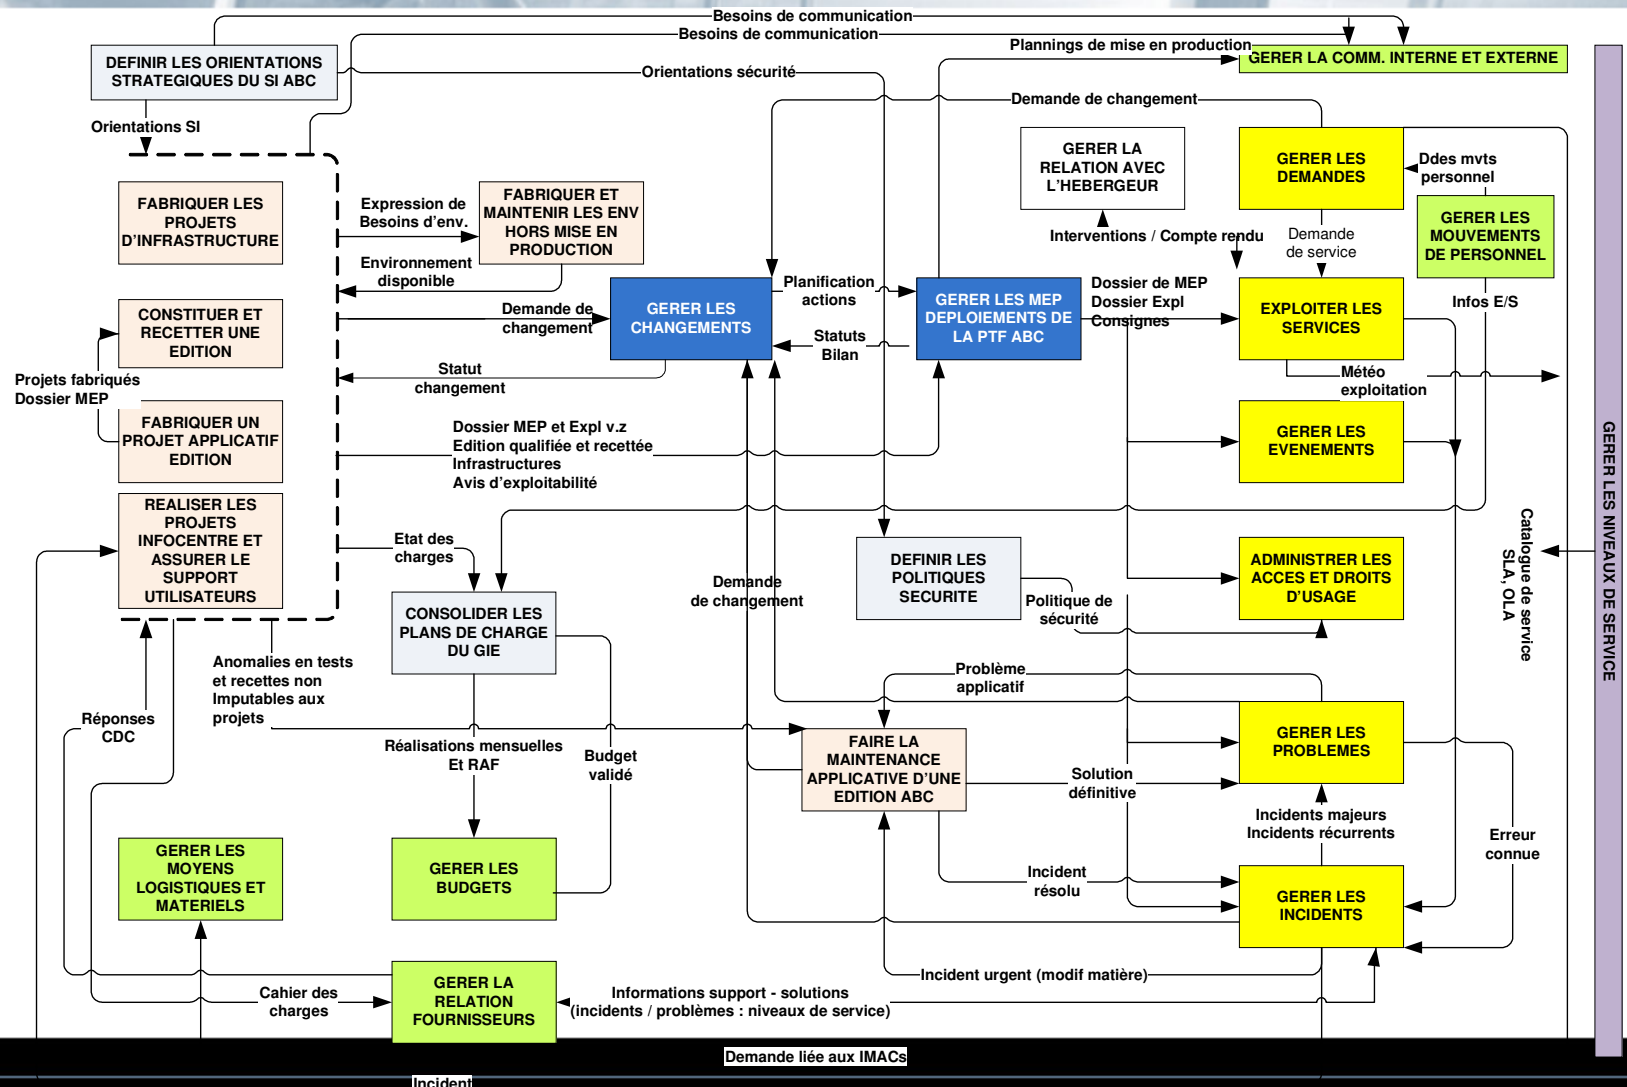 Besoins de communication
Besoins de communication
Plannings de mise en production
DEFINIR LES ORIENTATIONS
STRATEGIQUES DU SI ABC
GERER LA COMM. INTERNE ET EXTERNE
Orientations sécurité
Demande de changement
Orientations SI
GERER LA
RELATION AVEC
L'HEBERGEUR
GERER LES
DEMANDES
Ddes mvts
personnel
FABRIQUER LES
PROJETS
D'INFRASTRUCTURE
Expression de
Besoins d'env.
FABRIQUER ET
MAINTENIR LES ENV
HORS MISE EN
PRODUCTION
GERER LES
MOUVEMENTS
DE PERSONNEL
Interventions / Compte rendu
Demande
de service
Environnement
disponible
CONSTITUER ET
RECETTER UNE
EDITION
Demande de
changement
GERER LES
CHANGEMENTS
Planification
actions
GERER LES MEP
DEPLOIEMENTS DE
LA PTF ABC
Dossier de MEP
Dossier Expl
Consignes
EXPLOITER LES
SERVICES
Infos E/S
Statuts
Bilan
Projets fabriqués
Dossier MEP
Statut
changement
Météo
exploitation
FABRIQUER UN
PROJET APPLICATIF
EDITION
Dossier MEP et Expl v.z
Edition qualifiée et recettée
Infrastructures
Avis d'exploitabilité
GERER LES
EVENEMENTS
GERER LES NIVEAUX DE SERVICE
REALISER LES
PROJETS
INFOCENTRE ET
ASSURER LE
SUPPORT
UTILISATEURS
Etat des
charges
DEFINIR LES
POLITIQUES
SECURITE
ADMINISTRER LES
ACCES ET DROITS
D'USAGE
Catalogue de service
SLA, OLA
Demande
de changement
Politique de
sécurité
CONSOLIDER LES
PLANS DE CHARGE
DU GIE
Anomalies en tests
et recettes non
Imputables aux
projets
Problème
applicatif
Réponses
CDC
Réalisations mensuelles
Et RAF
Budget
validé
FAIRE LA
MAINTENANCE
APPLICATIVE D'UNE
EDITION ABC
Solution
définitive
GERER LES
PROBLEMES
Incidents majeurs
Incidents récurrents
Erreur
connue
GERER LES
MOYENS
LOGISTIQUES ET
MATERIELS
GERER LES
BUDGETS
Incident
résolu
GERER LES
INCIDENTS
Incident urgent (modif matière)
Cahier des
charges
GERER LA
RELATION
FOURNISSEURS
Informations support - solutions
(incidents / problèmes : niveaux de service)
Demande liée aux IMACs
Incident